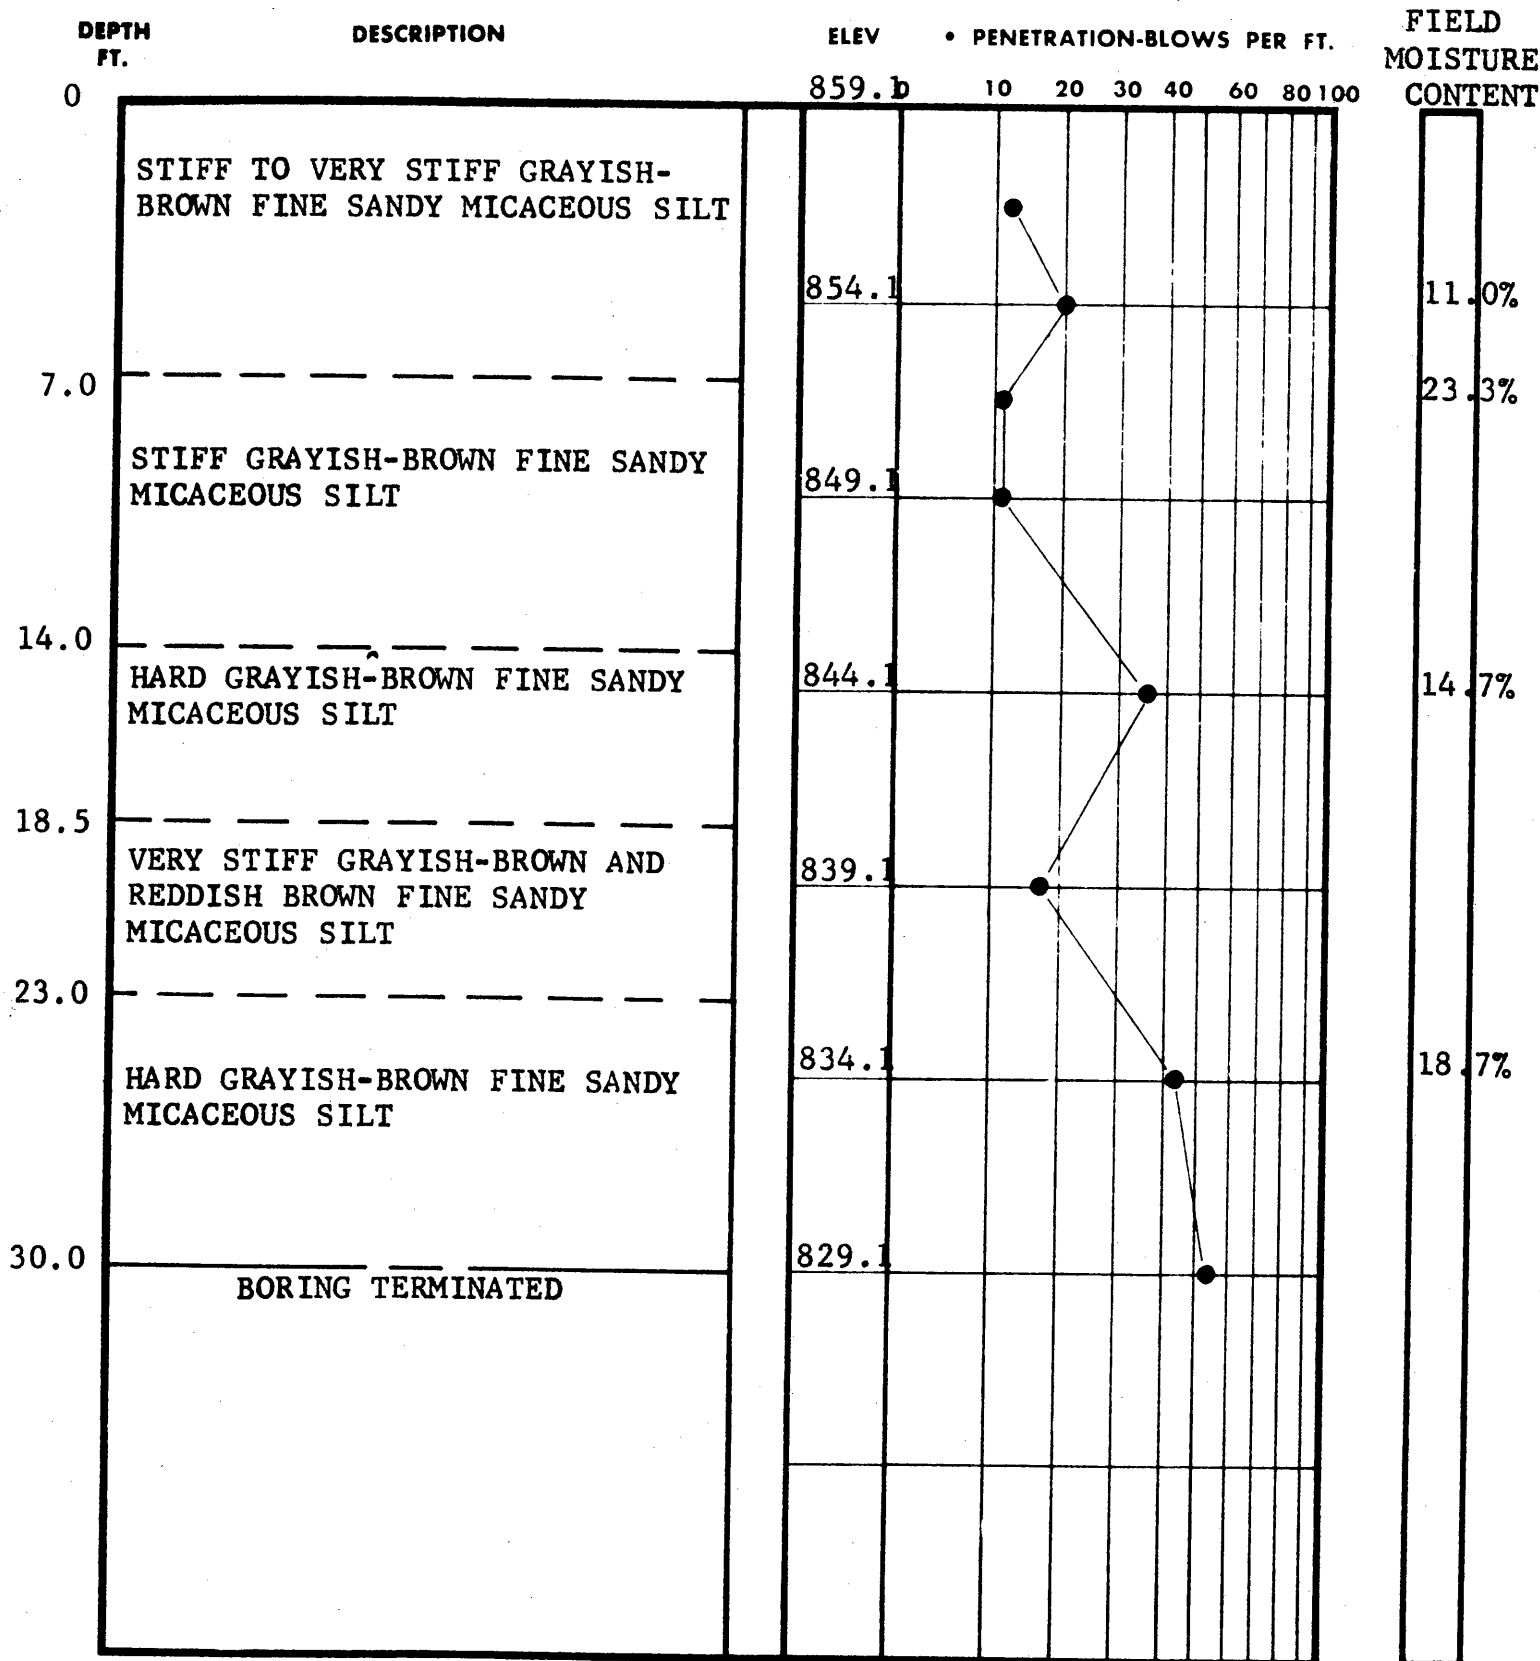 DEPTH FT.
DESCRIPTION
ELEV
• PENETRATION-BLOWS PER FT.
FIELD
MOISTURE
CONTENT
0
859.1
0 10 20 30 40 60 80 100
STIFF TO VERY STIFF GRAYISH-
BROWN FINE SANDY MICACEOUS SILT
854.1
11.0%
7.0
23.3%
STIFF GRAYISH-BROWN FINE SANDY
MICACEOUS SILT
849.1
14.0
HARD GRAYISH-BROWN FINE SANDY
MICACEOUS SILT
844.1
14.7%
18.5
VERY STIFF GRAYISH-BROWN AND
REDDISH BROWN FINE SANDY
MICACEOUS SILT
839.1
23.0
HARD GRAYISH-BROWN FINE SANDY
MICACEOUS SILT
834.1
18.7%
30.0
829.1
BORING TERMINATED